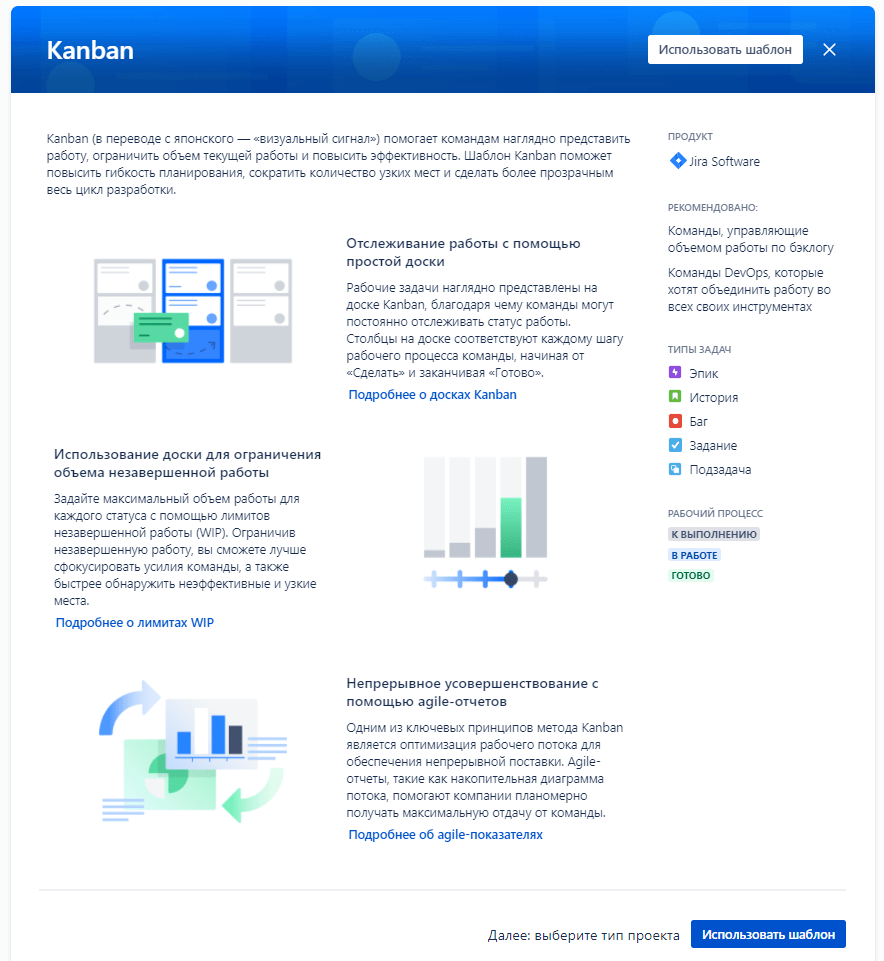 Kanban
Использовать шаблон
Kanban (в переводе с японского — «визуальный сигнал») помогает командам наглядно представить
работу, ограничить объем текущей работы и повысить эффективность. Шаблон Kanban поможет
повысить гибкость планирования, сократить количество узких мест и сделать более прозрачным
весь цикл разработки.
Отслеживание работы с помощью
простой доски
Рабочие задачи наглядно представлены на
доске Kanban, благодаря чему команды могут
постоянно отслеживать статус работы.
Столбцы на доске соответствуют каждому шагу
рабочего процесса команды, начиная от
«Сделать» и заканчивая «Готово».
Подробнее о досках Kanban
Использование доски для ограничения
объема незавершенной работы
Задайте максимальный объем работы для
каждого статуса с помощью лимитов
незавершенной работы (WIP). Ограничив
незавершенную работу, вы сможете лучше
сфокусировать усилия команды, а также
быстрее обнаружить неэффективные и узкие
места.
Подробнее о лимитах WIP
Непрерывное усовершенствование с
помощью agile-отчетов
Одним из ключевых принципов метода Kanban
является оптимизация рабочего потока для
обеспечения непрерывной поставки. Agile-
отчеты, такие как накопительная диаграмма
потока, помогают компании планомерно
получать максимальную отдачу от команды.
Подробнее об agile-показателях
ПРОДУКТ
Jira Software
РЕКОМЕНДОВАНО:
Команды, управляющие
объемом работы по бэклогу
Команды DevOps, которые
хотят объединить работу во
всех своих инструментах
ТИПЫ ЗАДАЧ
Эпик
История
Баг
Задание
Подзадача
РАБОЧИЙ ПРОЦЕСС
К ВЫПОЛНЕНИЮ
В РАБОТЕ
ГОТОВО
Далее: выберите тип проекта
Использовать шаблон